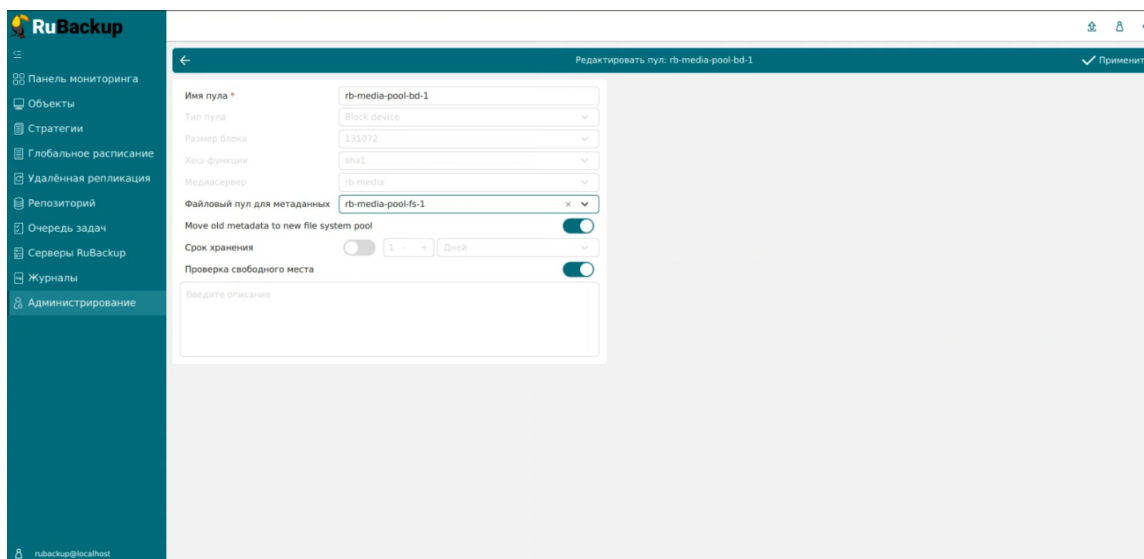 RuBackup
Панель мониторинга
Объекты
Стратегии
Глобальное расписание
Удалённая репликация
Репозиторий
Очередь задач
Серверы RuBackup
Журналы
Администрирование
rubackup@localhost
Редактировать пул: rb-media-pool-bd-1
Применит
Имя пула * rb-media-pool-bd-1
Тип пула Block device
Размер блока 131072
Хеш-функции sha1
Медиасервер rb-media
Файловый пул для метаданных rb-media-pool-fs-1
Move old metadata to new file system pool
Срок хранения 1 - + Дней
Проверка свободного места
Введите описание